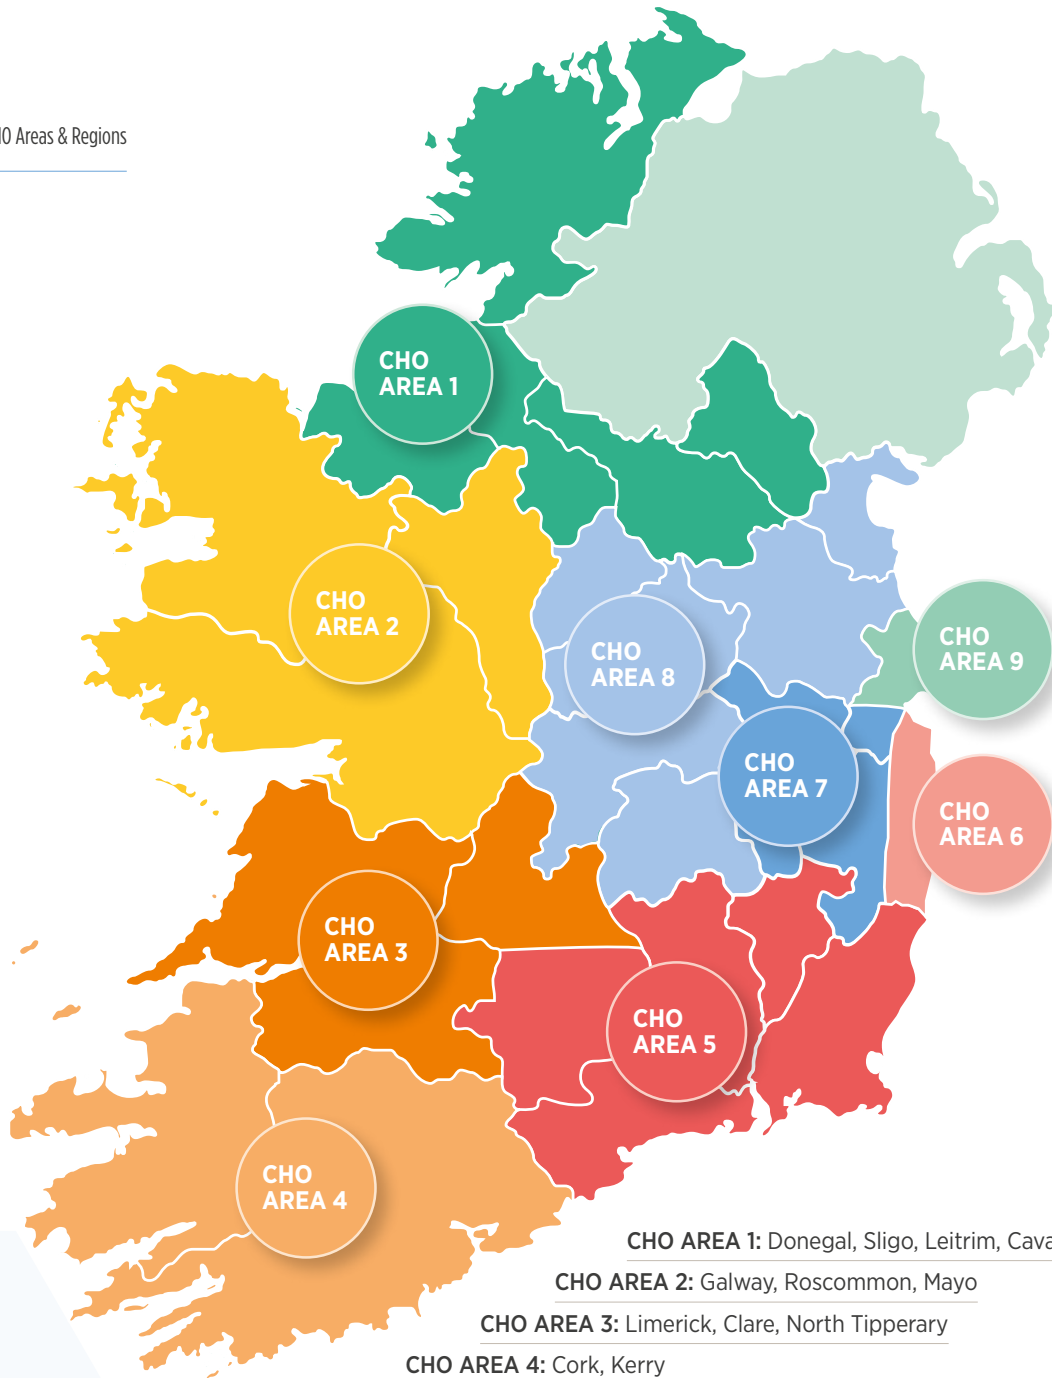 Areas & Regions
CHO
AREA 1
CHO
AREA 2
CHO
AREA 8
CHO
AREA 9
CHO
AREA 7
CHO
AREA 6
CHO
AREA 3
CHO
AREA 5
CHO
AREA 4
CHO AREA 1: Donegal, Sligo, Leitrim,
CHO AREA 2: Galway, Roscommon, Mayo
CHO AREA 3: Limerick, Clare, North Tipperary
CHO AREA 4: Cork, Kerry